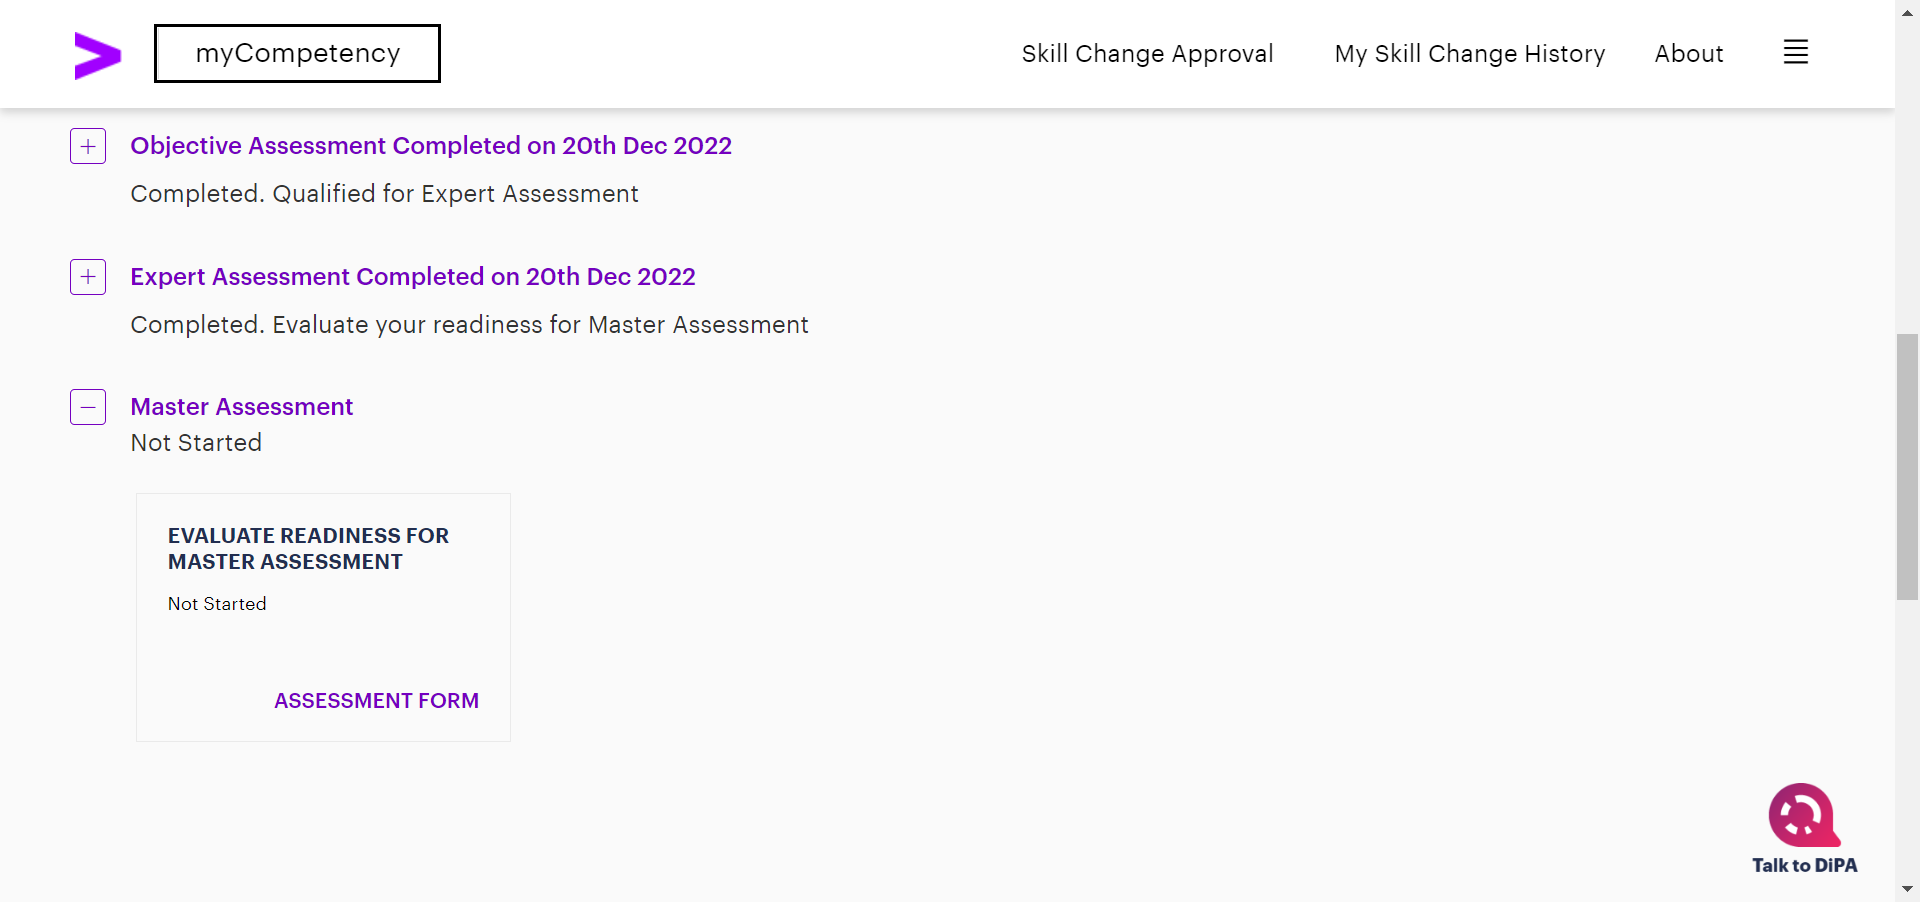 myCompetency
Skill Change Approval
My Skill Change History
About
Objective Assessment Completed on 20th Dec 2022
Completed. Qualified for Expert Assessment
Expert Assessment Completed on 20th Dec 2022
Completed. Evaluate your readiness for Master Assessment
Master Assessment
Not Started
EVALUATE READINESS FOR
MASTER ASSESSMENT
Not Started
ASSESSMENT FORM
Talk to DiPA